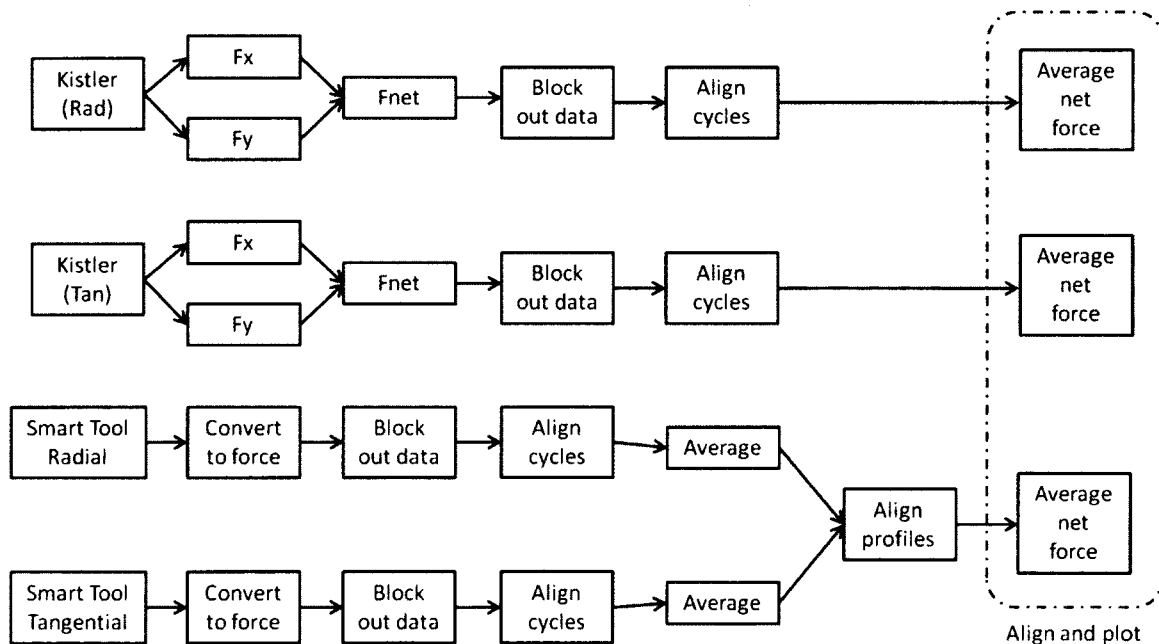 Kistler
(Rad)
Fx
Fy
Fnet
Block
out data
Align
cycles
Average
net
force
Kistler
(Tan)
Fx
Fy
Fnet
Block
out data
Align
cycles
Average
net
force
Smart Tool
Radial
Convert
to force
Block
out data
Align
cycles
Average
Smart Tool
Tangential
Convert
to force
Block
out data
Align
cycles
Average
Align
profiles
Average
net
force
Align and plot